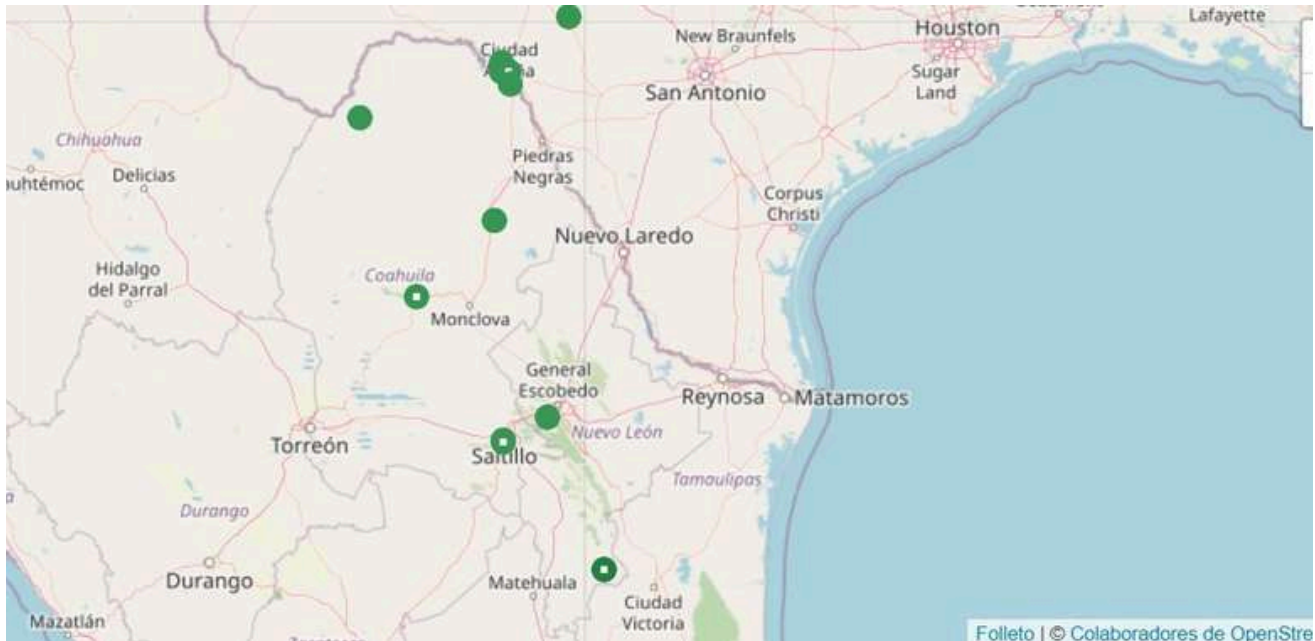 Lafayette
New Braunfels
Houston
Ciudad
San Antonio
Sugar
Land
Chihuahua
Delicias
Piedras
Negras
Corpus
Christi
Nuevo Laredo
Hidalgo
del Parral
Coahuila
Monclova
General
Escobedo
Reynosa
Matamoros
Torreón
Saltillo
Nuevo León
Tamaulipas
Durango
Durango
Matehuala
Ciudad
Victoria
Mazatlán
Folleto | © Colaboradores de OpenStre